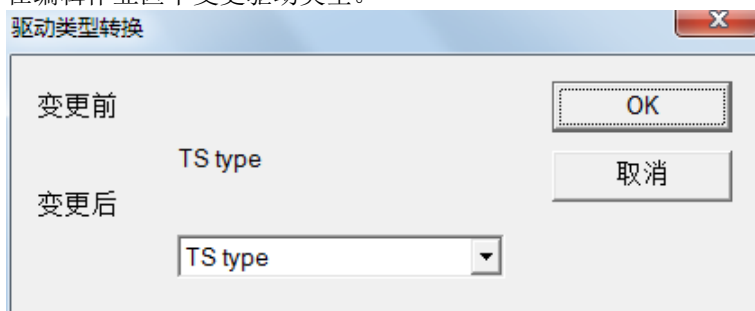 在编辑作业区中变更驱动类型。
驱动类型转换
变更前
OK
TS type
取消
变更后
TS type